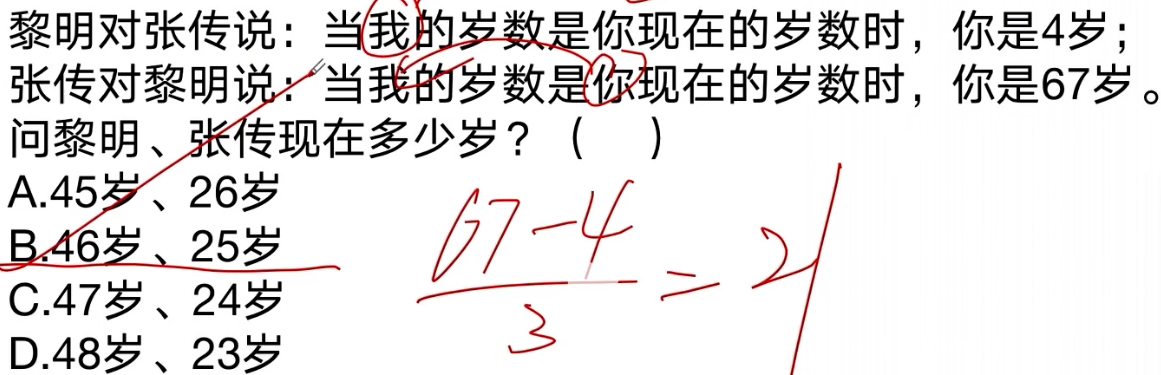 黎明对张传说：当我的岁数是你现在的岁数时，你是4岁；
张传对黎明说：当我的岁数是你现在的岁数时，你是67岁。
问黎明、张传现在多少岁？（ ）
A.45岁、26岁
B.46岁、25岁
C.47岁、24岁
D.48岁、23岁
67-4
3
= 21